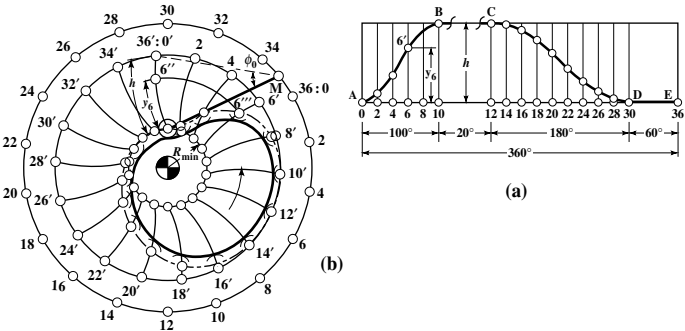 30
28
32
26
34
36′:0′
2
ϕ₀
34′
6″
4
M
36:0
24
32′
h
y₆
6′
6‴
30′
8′
22
R min
2
28′
10′
20
4
26′
12′
18
24′
14′
6
22′
16′
(b)
16
20′
18′
8
14
12
10
B
C
6′
y₆
h
A
D
E
0 2 4 6 8 10 12 14 16 18 20 22 24 26 28 30 36
100° 20° 180° 60°
360°
(a)